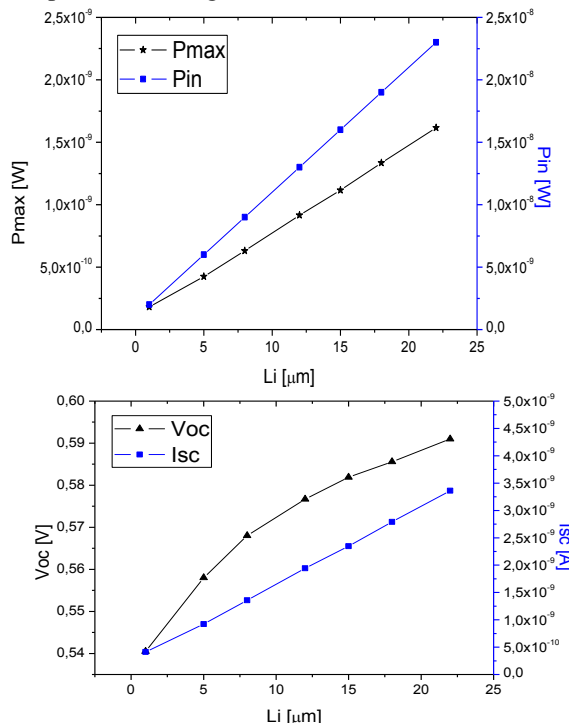 Pmax
Pin
2,5x10⁻⁹
2,0x10⁻⁹
1,5x10⁻⁹
1,0x10⁻⁹
5,0x10⁻¹⁰
0,0
Pmax [W]
2,5x10⁻⁸
2,0x10⁻⁸
1,5x10⁻⁸
1,0x10⁻⁸
5,0x10⁻⁹
0,0
Pin [W]
0 5 10 15 20 25
Li [μm]
Voc
Isc
0,60
0,59
0,58
0,57
0,56
0,55
0,54
Voc [V]
5,0x10⁻⁹
4,5x10⁻⁹
4,0x10⁻⁹
3,5x10⁻⁹
3,0x10⁻⁹
2,5x10⁻⁹
2,0x10⁻⁹
1,5x10⁻⁹
1,0x10⁻⁹
5,0x10⁻¹⁰
0,0
Isc [A]
0 5 10 15 20 25
Li [μm]